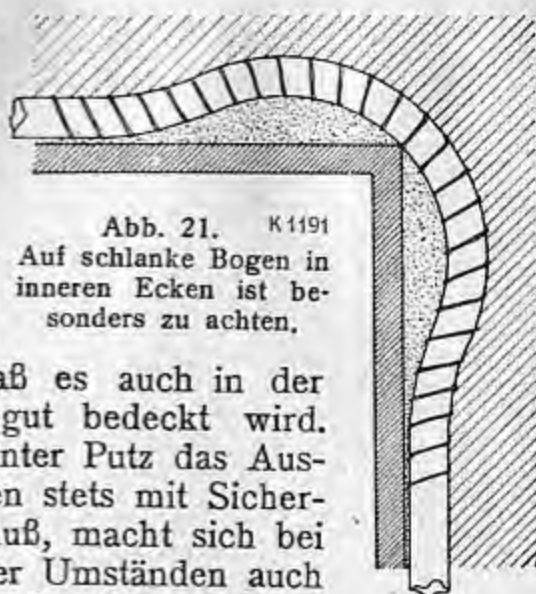 Abb. 21. K 1191
Auf schlanke Bogen in
inneren Ecken ist be-
sonders zu achten.
aß es auch in der
gut bedeckt wird.
nter Putz das Aus-
en stets mit Sicher-
uß, macht sich bei
er Umständen auch